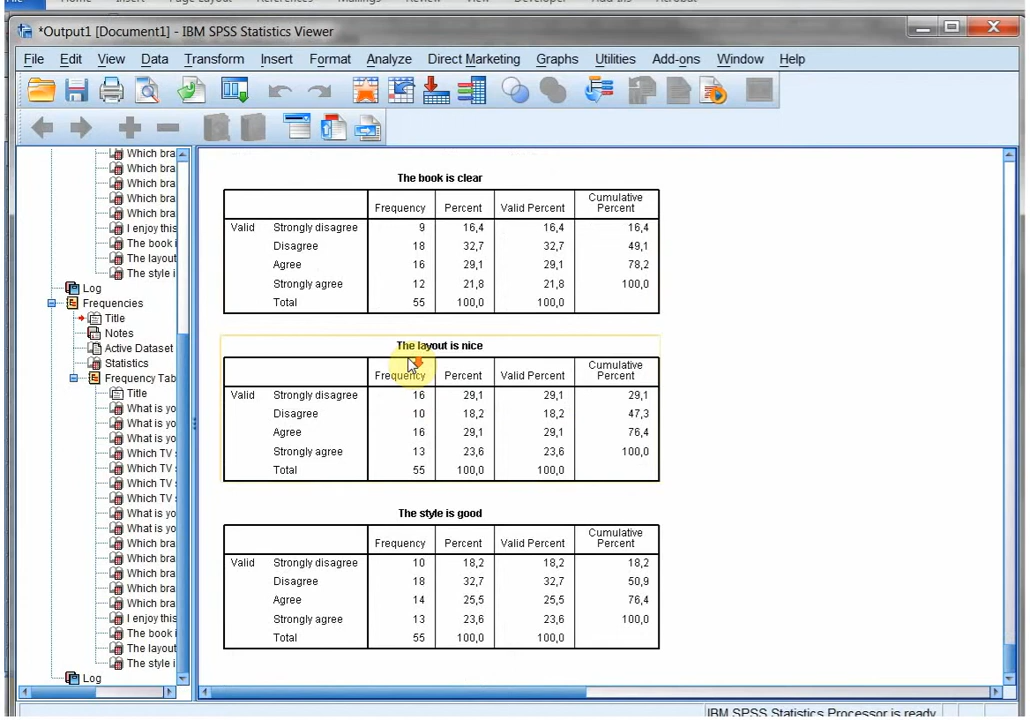 File Home Insert Page Layout References Mailings Review View Developer Add-Ins Acrobat
*Output1 [Document1] - IBM SPSS Statistics Viewer
File Edit View Data Transform Insert Format Analyze Direct Marketing Graphs Utilities Add-ons Window Help
Which bra
Which bra
Which bra
Which bra
Which bra
I enjoy this
The book i
The layout
The style i
Log
Frequencies
Title
Notes
Active Dataset
Statistics
Frequency Tab
Title
What is yo
What is yo
What is yo
Which TV
Which TV
Which TV
Which TV
What is yo
What is yo
Which bra
Which bra
Which bra
Which bra
Which bra
I enjoy this
The book i
The layout
The style i
Log
The book is clear
Frequency Percent Valid Percent Cumulative Percent
Valid Strongly disagree 9 16,4 16,4 16,4
Disagree 18 32,7 32,7 49,1
Agree 16 29,1 29,1 78,2
Strongly agree 12 21,8 21,8 100,0
Total 55 100,0 100,0
The layout is nice
Frequency Percent Valid Percent Cumulative Percent
Valid Strongly disagree 16 29,1 29,1 29,1
Disagree 10 18,2 18,2 47,3
Agree 16 29,1 29,1 76,4
Strongly agree 13 23,6 23,6 100,0
Total 55 100,0 100,0
The style is good
Frequency Percent Valid Percent Cumulative Percent
Valid Strongly disagree 10 18,2 18,2 18,2
Disagree 18 32,7 32,7 50,9
Agree 14 25,5 25,5 76,4
Strongly agree 13 23,6 23,6 100,0
Total 55 100,0 100,0
IBM SPSS Statistics Processor is ready